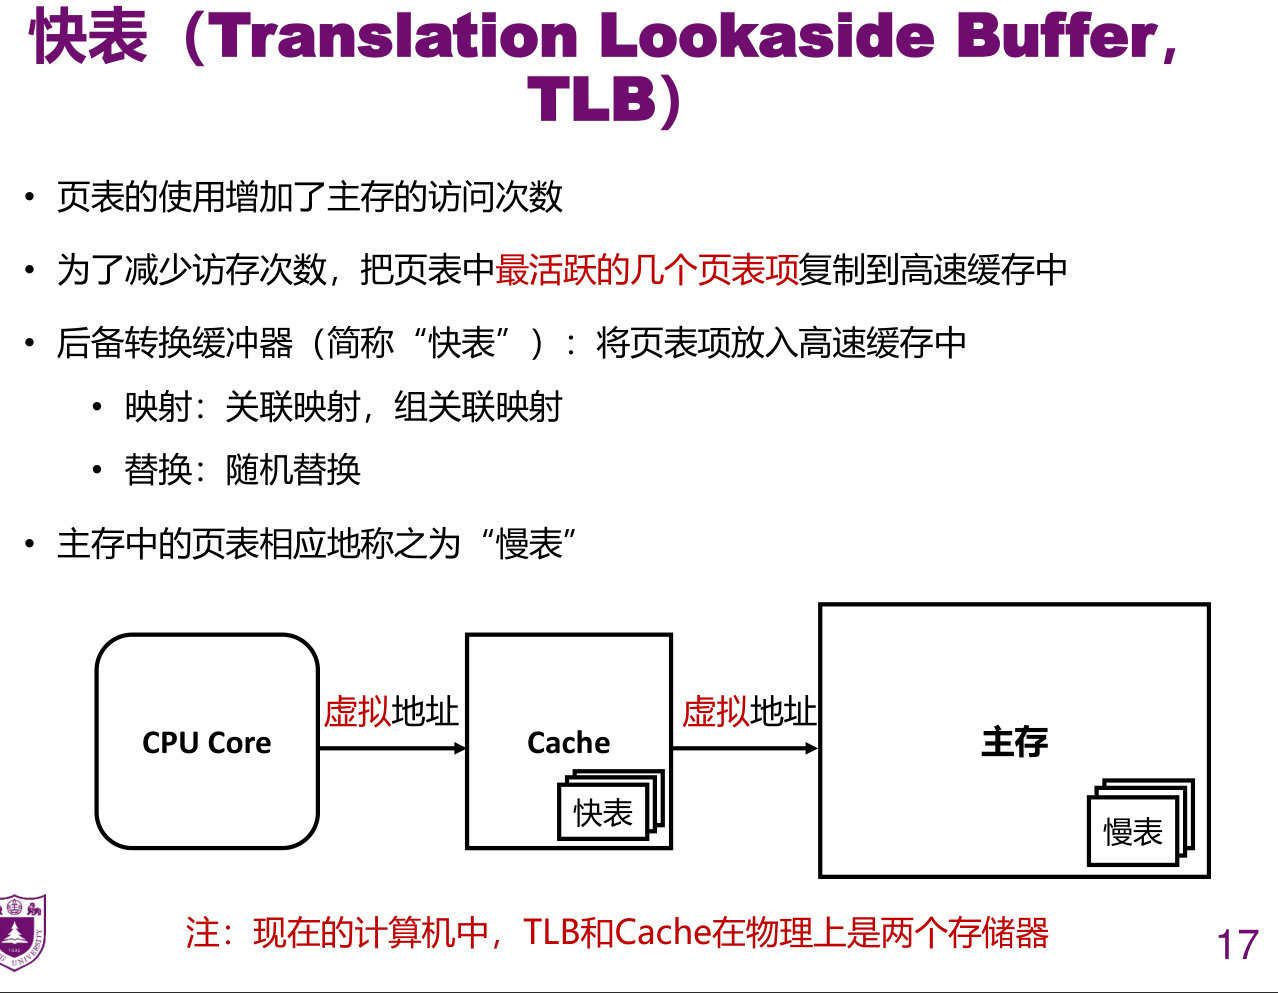 快表（Translation Lookaside Buffer，
TLB）
• 页表的使用增加了主存的访问次数
• 为了减少访存次数，把页表中最活跃的几个页表项复制到高速缓存中
• 后备转换缓冲器（简称“快表”）：将页表项放入高速缓存中
• 映射：关联映射，组关联映射
• 替换：随机替换
• 主存中的页表相应地称之为“慢表”
CPU Core
虚拟地址
Cache
快表
虚拟地址
主存
慢表
注：现在的计算机中，TLB和Cache在物理上是两个存储器
17